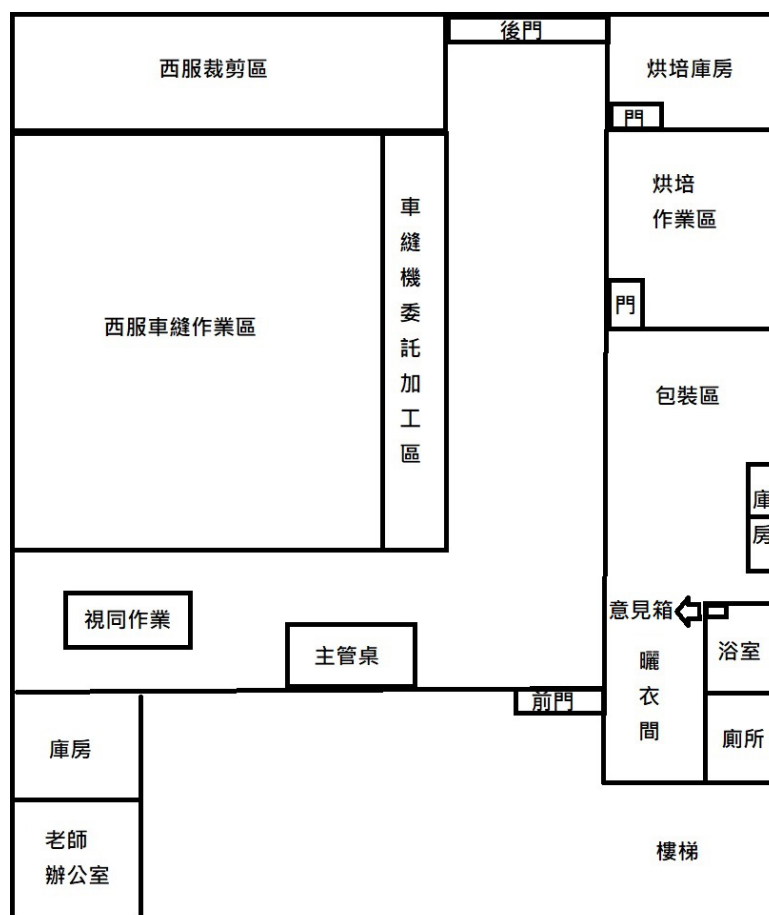 後門
西服裁剪區
烘培庫房
門
烘培
作業區
車縫機委託加工區
門
西服車縫作業區
包裝區
庫房
意見箱
視同作業
主管桌
浴室
曬衣間
前門
廁所
庫房
老師
辦公室
樓梯